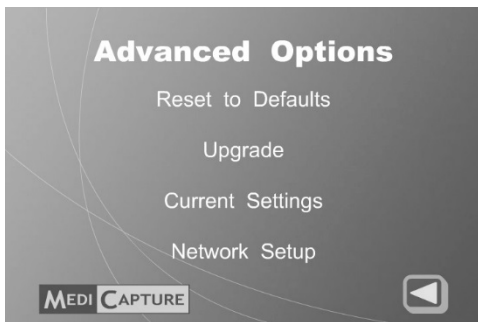 Advanced Options
Reset to Defaults
Upgrade
Current Settings
Network Setup
MEDI CAPTURE